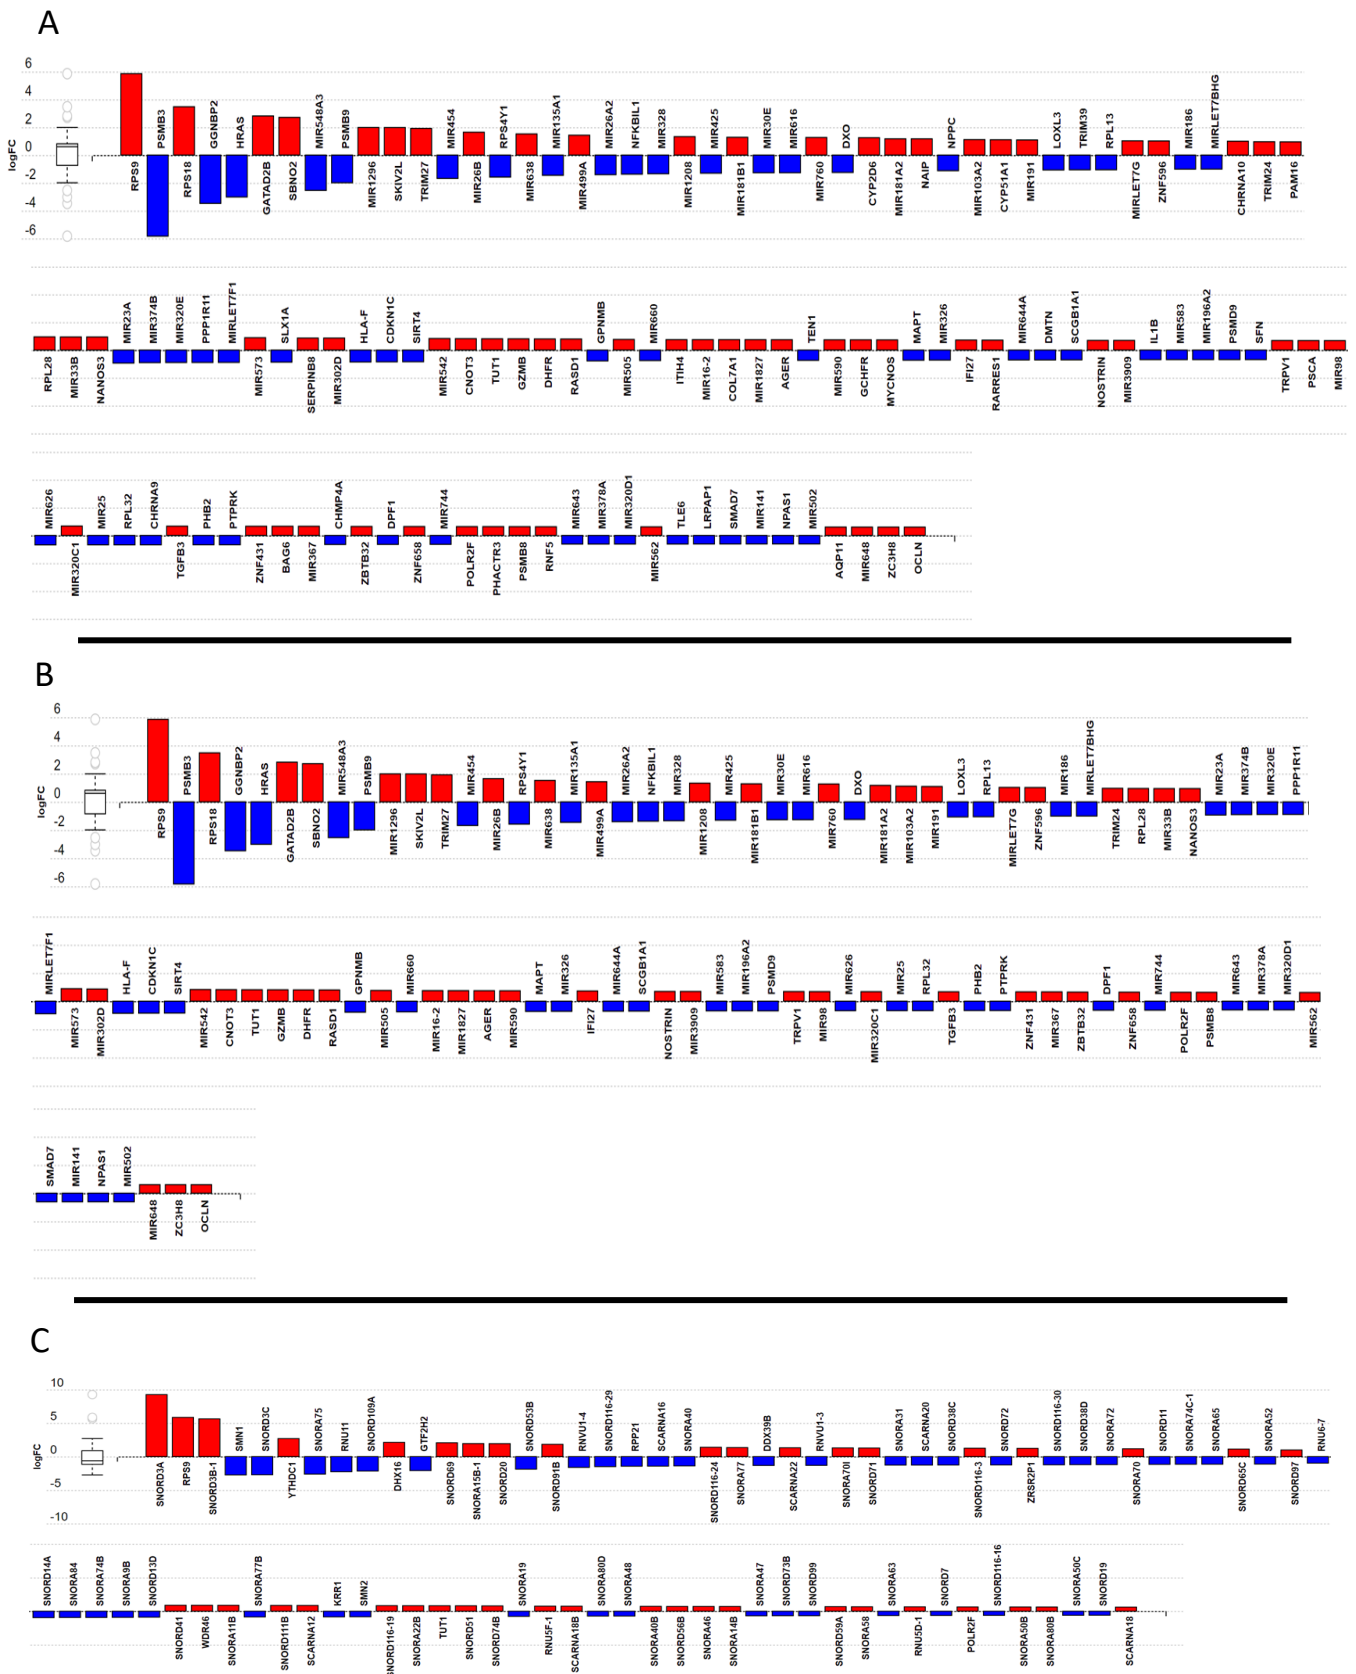 A
6
4
2
0
-2
-4
-6
logFC
RPS9 PSMB3 RPS18 GGNBP2 HRAS GATAD2B SBNO2 MIR548A3 PSMB9 MIR1296 SKIV2L TRIM27 MIR454 MIR26B RPS4Y1 MIR638 MIR135A1 MIR499A MIR26A2 NFKBIL1 MIR328 MIR1208 MIR425 MIR181B1 MIR30E MIR616 MIR760 DXO CYP2D6 MIR181A2 NAIP NPPC MIR103A2 CYP51A1 MIR191 LOXL3 TRIM39 RPL13 MIRLET7G ZNF596 MIR186 MIRLET7BHG CHRNA10 TRIM24 PAM16
RPL28 MIR33B NANOS3 MIR23A MIR374B MIR320E PPP1R11 MIRLET7F1 MIR573 SLX1A SERPINB8 MIR302D HLA-F CDKN1C SIRT4 MIR542 CNOT3 TUT1 GZMB DHFR RASD1 GPNMB MIR505 MIR660 ITIH4 MIR16-2 COL7A1 MIR1827 AGER TEN1 MIR590 GCHFR MYCNOS MAPT MIR326 IFI27 RARRES1 MIR644A DMTN SCGB1A1 NOSTRIN MIR3909 IL1B MIR583 MIR196A2 PSMD9 SFN TRPV1 PSCA MIR98
MIR626 MIR320C1 MIR25 RPL32 CHRNA9 TGFB3 PHB2 PTPRK ZNF431 BAG6 MIR367 CHMP4A ZBTB32 DPF1 ZNF658 MIR744 POLR2F PHACTR3 PSMB8 RNF5 MIR643 MIR378A MIR320D1 MIR562 TLE6 LRPAP1 SMAD7 MIR141 NPAS1 MIR502 AQP11 MIR648 ZC3H8 OCLN
B
6
4
2
0
-2
-4
-6
logFC
RPS9 PSMB3 RPS18 GGNBP2 HRAS GATAD2B SBNO2 MIR548A3 PSMB9 MIR1296 SKIV2L TRIM27 MIR454 MIR26B RPS4Y1 MIR638 MIR135A1 MIR499A MIR26A2 NFKBIL1 MIR328 MIR1208 MIR425 MIR181B1 MIR30E MIR616 MIR760 DXO MIR181A2 MIR103A2 MIR191 LOXL3 RPL13 MIRLET7G ZNF596 MIR186 MIRLET7BHG TRIM24 RPL28 MIR33B NANOS3 MIR23A MIR374B MIR320E PPP1R11
MIRLET7F1 MIR573 MIR302D HLA-F CDKN1C SIRT4 MIR542 CNOT3 TUT1 GZMB DHFR RASD1 GPNMB MIR505 MIR660 MIR16-2 MIR1827 AGER MIR590 MAPT MIR326 IFI27 MIR644A SCGB1A1 NOSTRIN MIR3909 MIR583 MIR196A2 PSMD9 TRPV1 MIR98 MIR626 MIR320C1 MIR25 RPL32 TGFB3 PHB2 PTPRK ZNF431 MIR367 ZBTB32 DPF1 ZNF658 MIR744 POLR2F PSMB8 MIR643 MIR378A MIR320D1 MIR562
SMAD7 MIR141 NPAS1 MIR502 MIR648 ZC3H8 OCLN
C
10
5
0
-5
-10
logFC
SNORD3A RPS9 SNORD3B-1 SMN1 SNORD3C YTHDC1 SNORA75 RNU11 SNORD109A DHX16 GTF2H2 SNORD69 SNORA15B-1 SNORD20 SNORD53B SNORD91B RNVU1-4 SNORD116-29 RPP21 SCARNA16 SNORA40 SNORD116-24 SNORA77 DDX39B SCARNA22 RNVU1-3 SNORA70I SNORD71 SNORA31 SCARNA20 SNORD38C SNORD116-3 SNORD72 ZRSR2P1 SNORD116-30 SNORD38D SNORA72 SNORA70 SNORD11 SNORA74C-1 SNORA65 SNORD65C SNORA52 SNORD97 RNU6-7
SNORD14A SNORA84 SNORA74B SNORA9B SNORD13D SNORD41 WDR46 SNORA11B SNORA77B SNORD111B SCARNA12 KRR1 SMN2 SNORD116-19 SNORA22B TUT1 SNORD51 SNORD74B SNORA19 RNU5F-1 SCARNA18B SNORA80D SNORA48 SNORA40B SNORD56B SNORA46 SNORA14B SNORA47 SNORD73B SNORD99 SNORD59A SNORA58 SNORA63 RNU5D-1 SNORD7 POLR2F SNORD116-16 SNORA50B SNORA80B SNORA50C SNORD19 SCARNA18